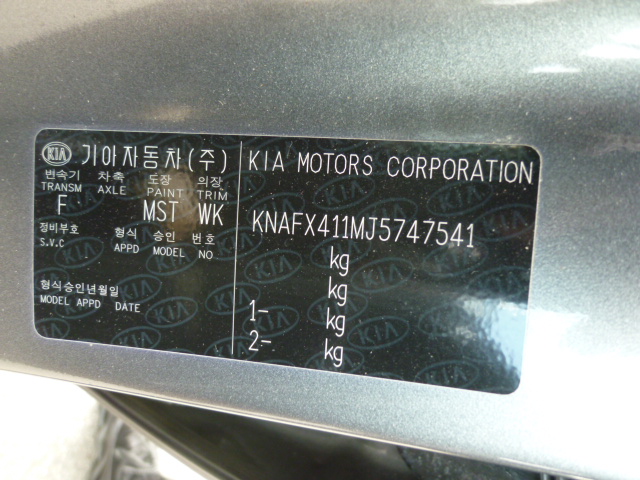 KIA 기아자동차(주) KIA MOTORS CORPORATION
변속기 차축 도장 의장
TRANSM AXLE PAINT TRIM
F MST WK
KNAFX411MJ5747541
정비부호 형식 승인 번호
S.V.C APPD MODEL NO
kg
kg
형식승인년월일
MODEL APPD DATE
1- kg
2- kg